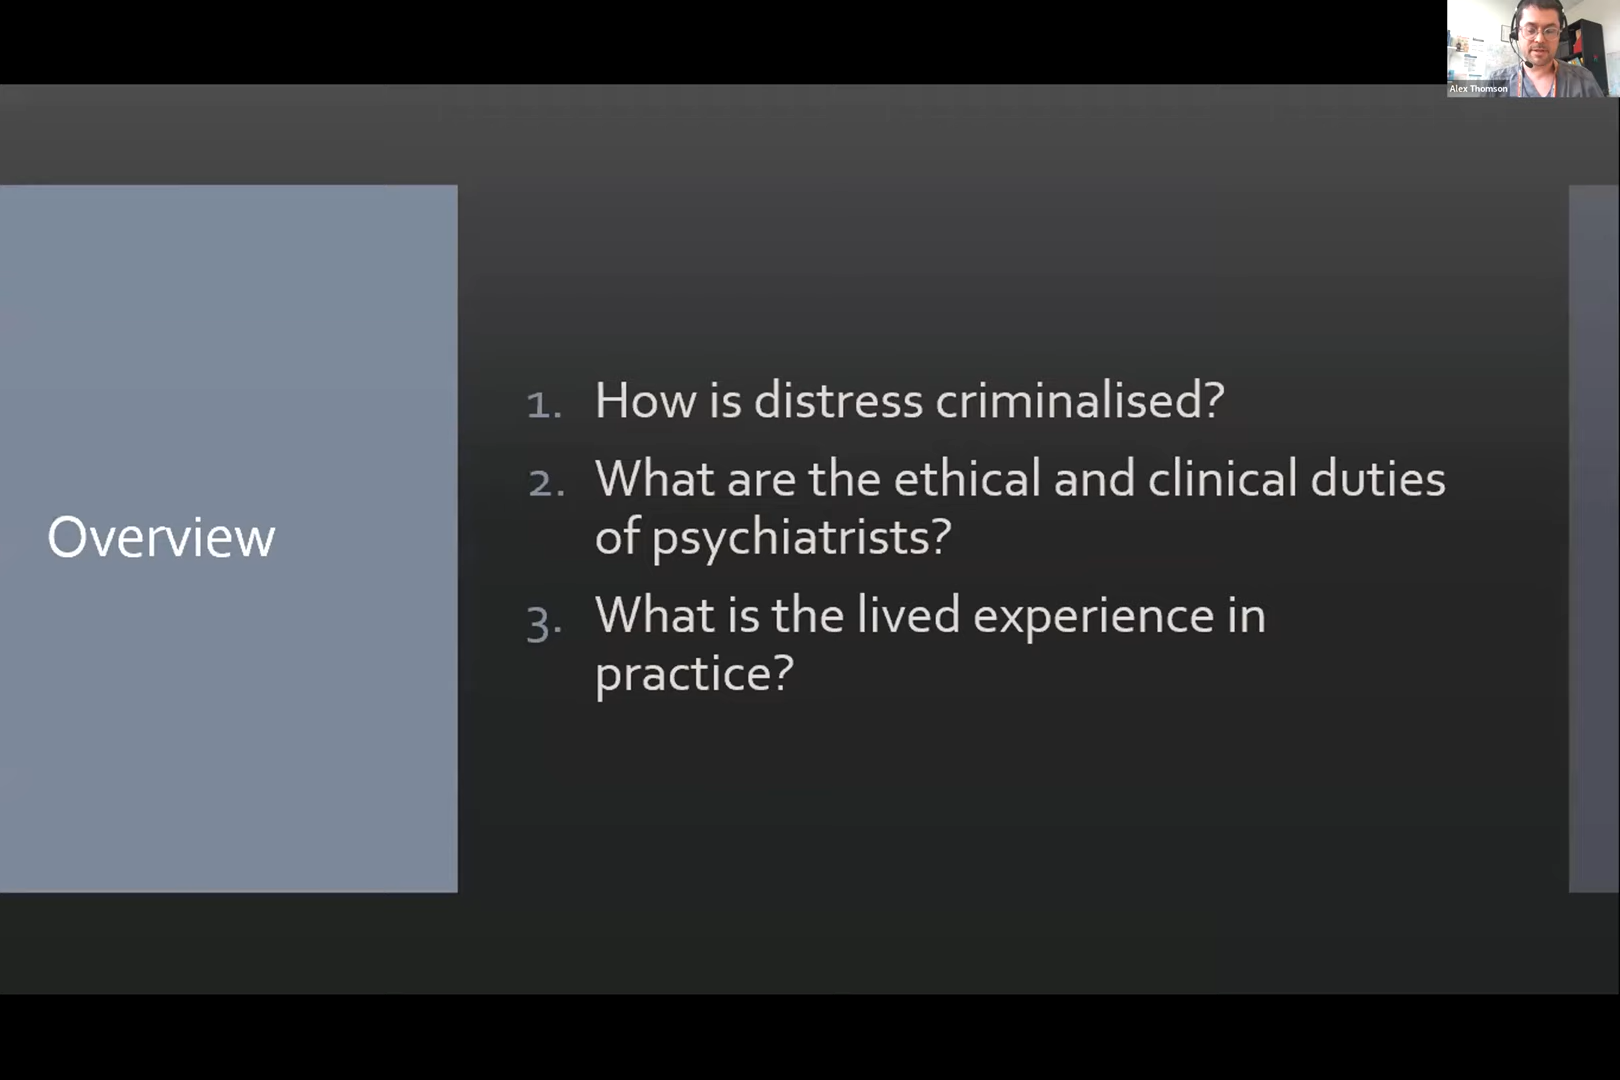 Alex Thomson
Overview
1. How is distress criminalised?
2. What are the ethical and clinical duties
of psychiatrists?
3. What is the lived experience in
practice?